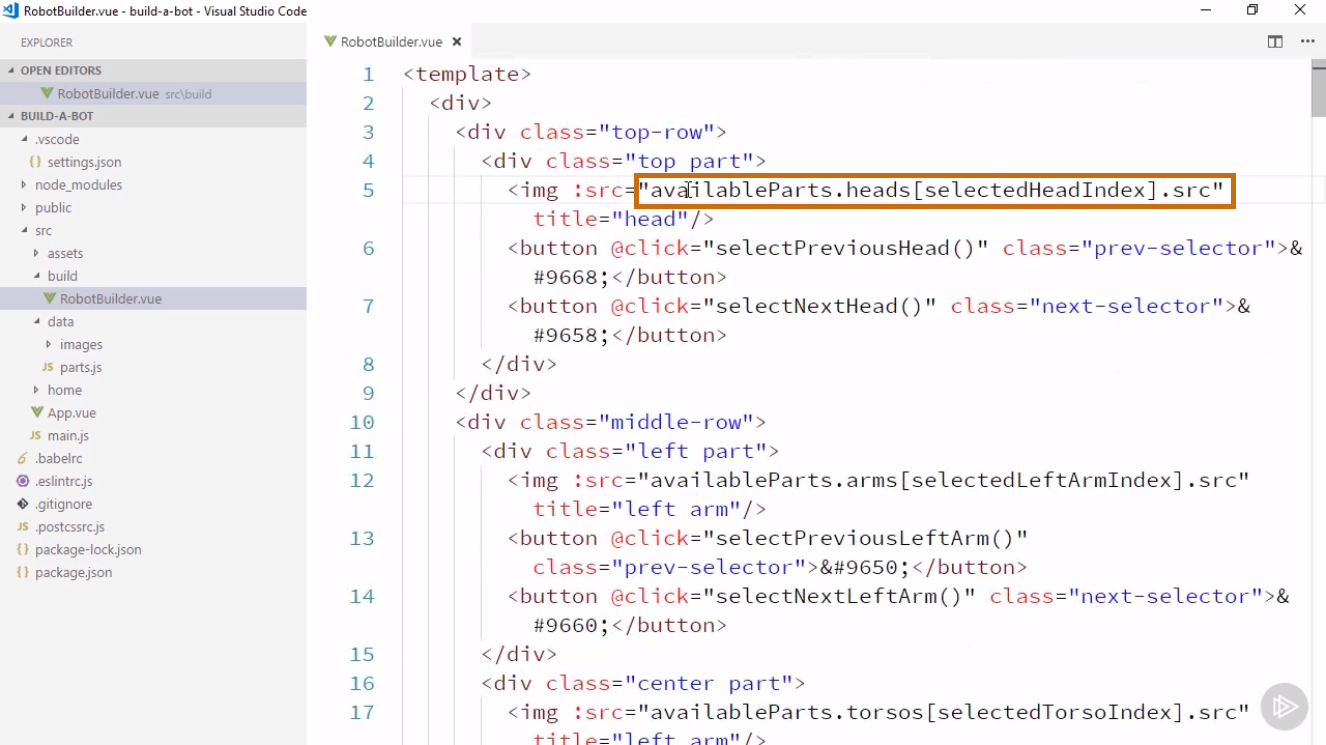 RobotBuilder.vue - build-a-bot - Visual Studio Code
EXPLORER
OPEN EDITORS
RobotBuilder.vue src\build
BUILD-A-BOT
.vscode
settings.json
node_modules
public
src
assets
build
RobotBuilder.vue
data
images
parts.js
home
App.vue
main.js
.babelrc
.eslintrc.js
.gitignore
.postcssrc.js
package-lock.json
package.json
RobotBuilder.vue
1 <template>
2 <div>
3 <div class="top-row">
4 <div class="top part">
5 <img :src="availableParts.heads[selectedHeadIndex].src"
title="head"/>
6 <button @click="selectPreviousHead()" class="prev-selector">&
#9668;</button>
7 <button @click="selectNextHead()" class="next-selector">&
#9658;</button>
8 </div>
9 </div>
10 <div class="middle-row">
11 <div class="left part">
12 <img :src="availableParts.arms[selectedLeftArmIndex].src"
title="left arm"/>
13 <button @click="selectPreviousLeftArm()"
class="prev-selector">&#9650;</button>
14 <button @click="selectNextLeftArm()" class="next-selector">&
#9660;</button>
15 </div>
16 <div class="center part">
17 <img :src="availableParts.torsos[selectedTorsoIndex].src"
title="left arm"/>